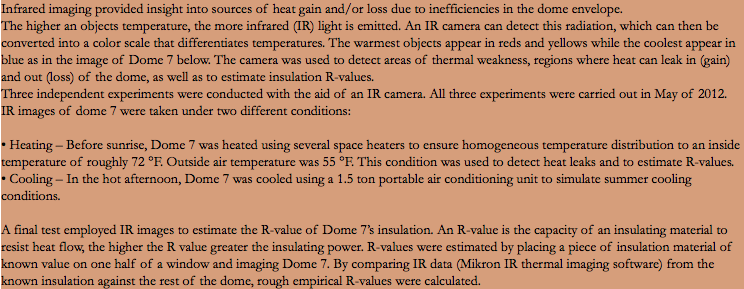 Infrared imaging provided insight into sources of heat gain and/or loss due to inefficiencies in the dome envelope.
The higher an objects temperature, the more infrared (IR) light is emitted. An IR camera can detect this radiation, which can then be
converted into a color scale that differentiates temperatures. The warmest objects appear in reds and yellows while the coolest appear in
blue as in the image of Dome 7 below. The camera was used to detect areas of thermal weakness, regions where heat can leak in (gain)
and out (loss) of the dome, as well as to estimate insulation R-values.
Three independent experiments were conducted with the aid of an IR camera. All three experiments were carried out in May of 2012.
IR images of dome 7 were taken under two different conditions:
• Heating – Before sunrise, Dome 7 was heated using several space heaters to ensure homogeneous temperature distribution to an inside
temperature of roughly 72 °F. Outside air temperature was 55 °F. This condition was used to detect heat leaks and to estimate R-values.
• Cooling – In the hot afternoon, Dome 7 was cooled using a 1.5 ton portable air conditioning unit to simulate summer cooling
conditions.
A final test employed IR images to estimate the R-value of Dome 7's insulation. An R-value is the capacity of an insulating material to
resist heat flow, the higher the R value greater the insulating power. R-values were estimated by placing a piece of insulation material of
known value on one half of a window and imaging Dome 7. By comparing IR data (Mikron IR thermal imaging software) from the
known insulation against the rest of the dome, rough empirical R-values were calculated.